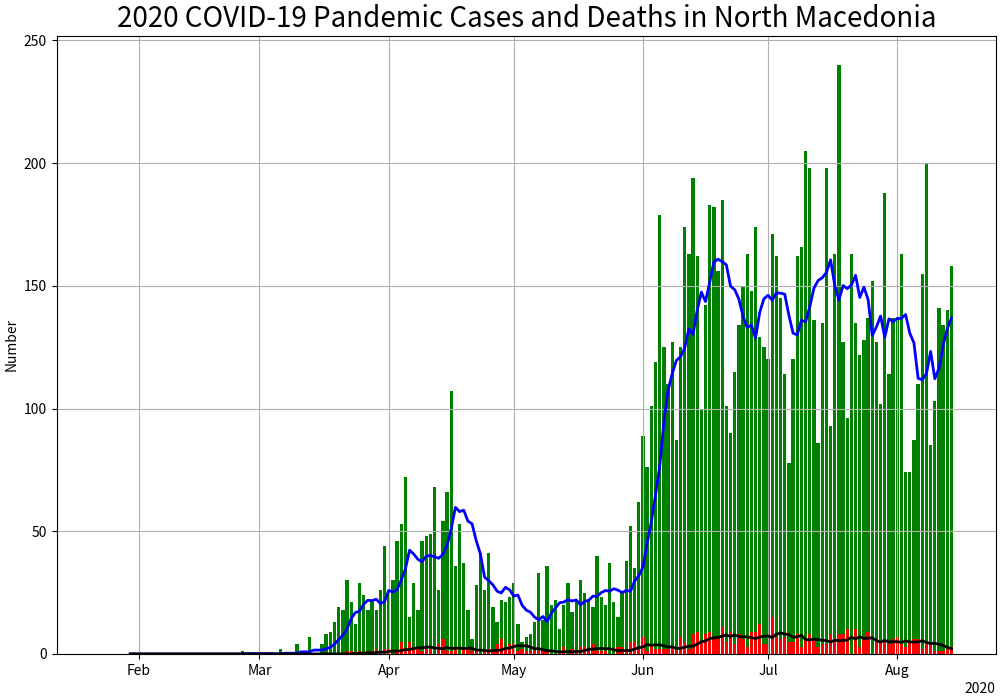 2020 COVID-19 Pandemic Cases and Deaths in North Macedonia
250
200
150
100
50
0
Number
Feb
Mar
Apr
May
Jun
Jul
Aug
2020